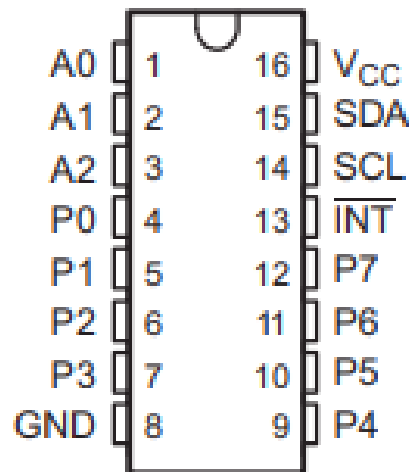 A0 1 16 VCC
A1 2 15 SDA
A2 3 14 SCL
P0 4 13 INT
P1 5 12 P7
P2 6 11 P6
P3 7 10 P5
GND 8 9 P4